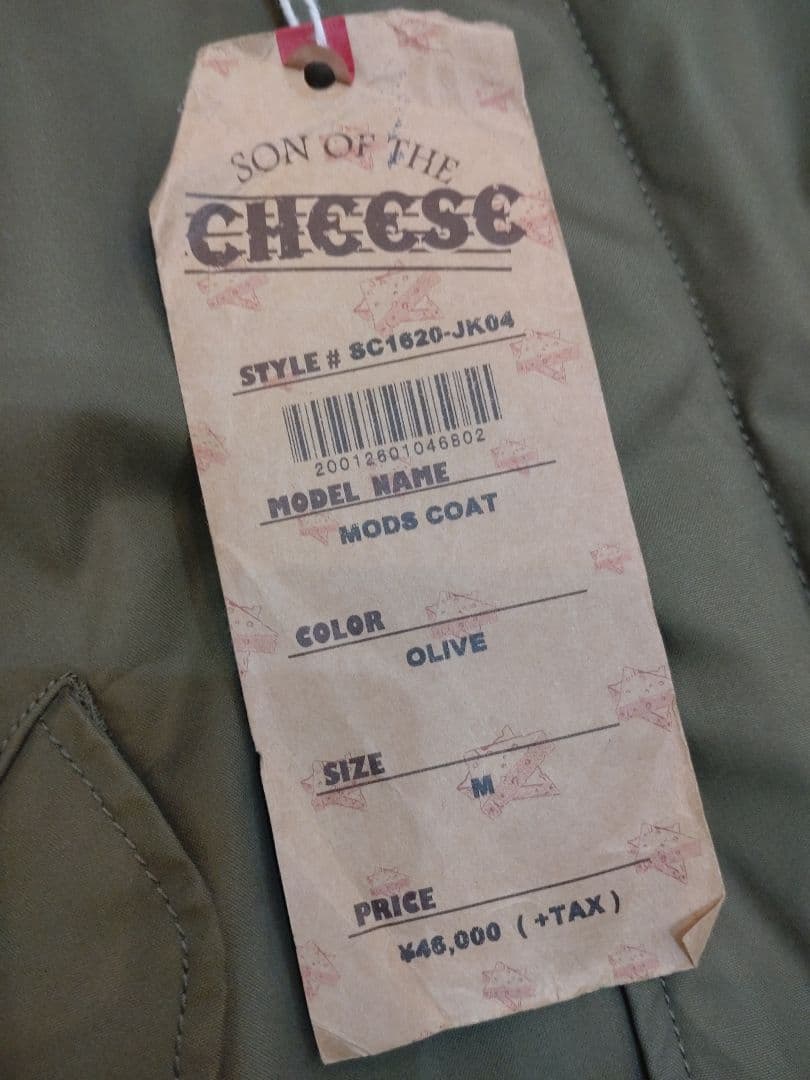 SON OF THE
CHEESE
STYLE # SC1620-JK04
20012601046802
MODEL NAME
MODS COAT
COLOR
OLIVE
SIZE
M
PRICE
¥46,000 (+TAX)